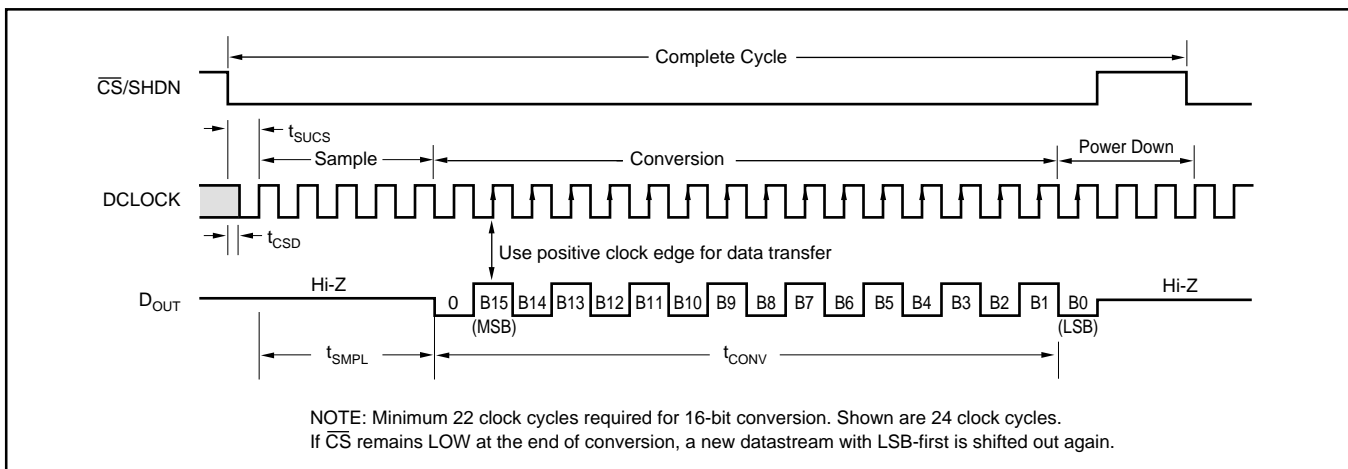 Complete Cycle
CS/SHDN
tSUCS
Sample
Conversion
Power Down
DCLOCK
tCSD
Use positive clock edge for data transfer
Hi-Z
Hi-Z
DOUT
0 B15 B14 B13 B12 B11 B10 B9 B8 B7 B6 B5 B4 B3 B2 B1 B0
(MSB) (LSB)
tSMPL
tCONV
NOTE: Minimum 22 clock cycles required for 16-bit conversion. Shown are 24 clock cycles.
If CS remains LOW at the end of conversion, a new datastream with LSB-first is shifted out again.